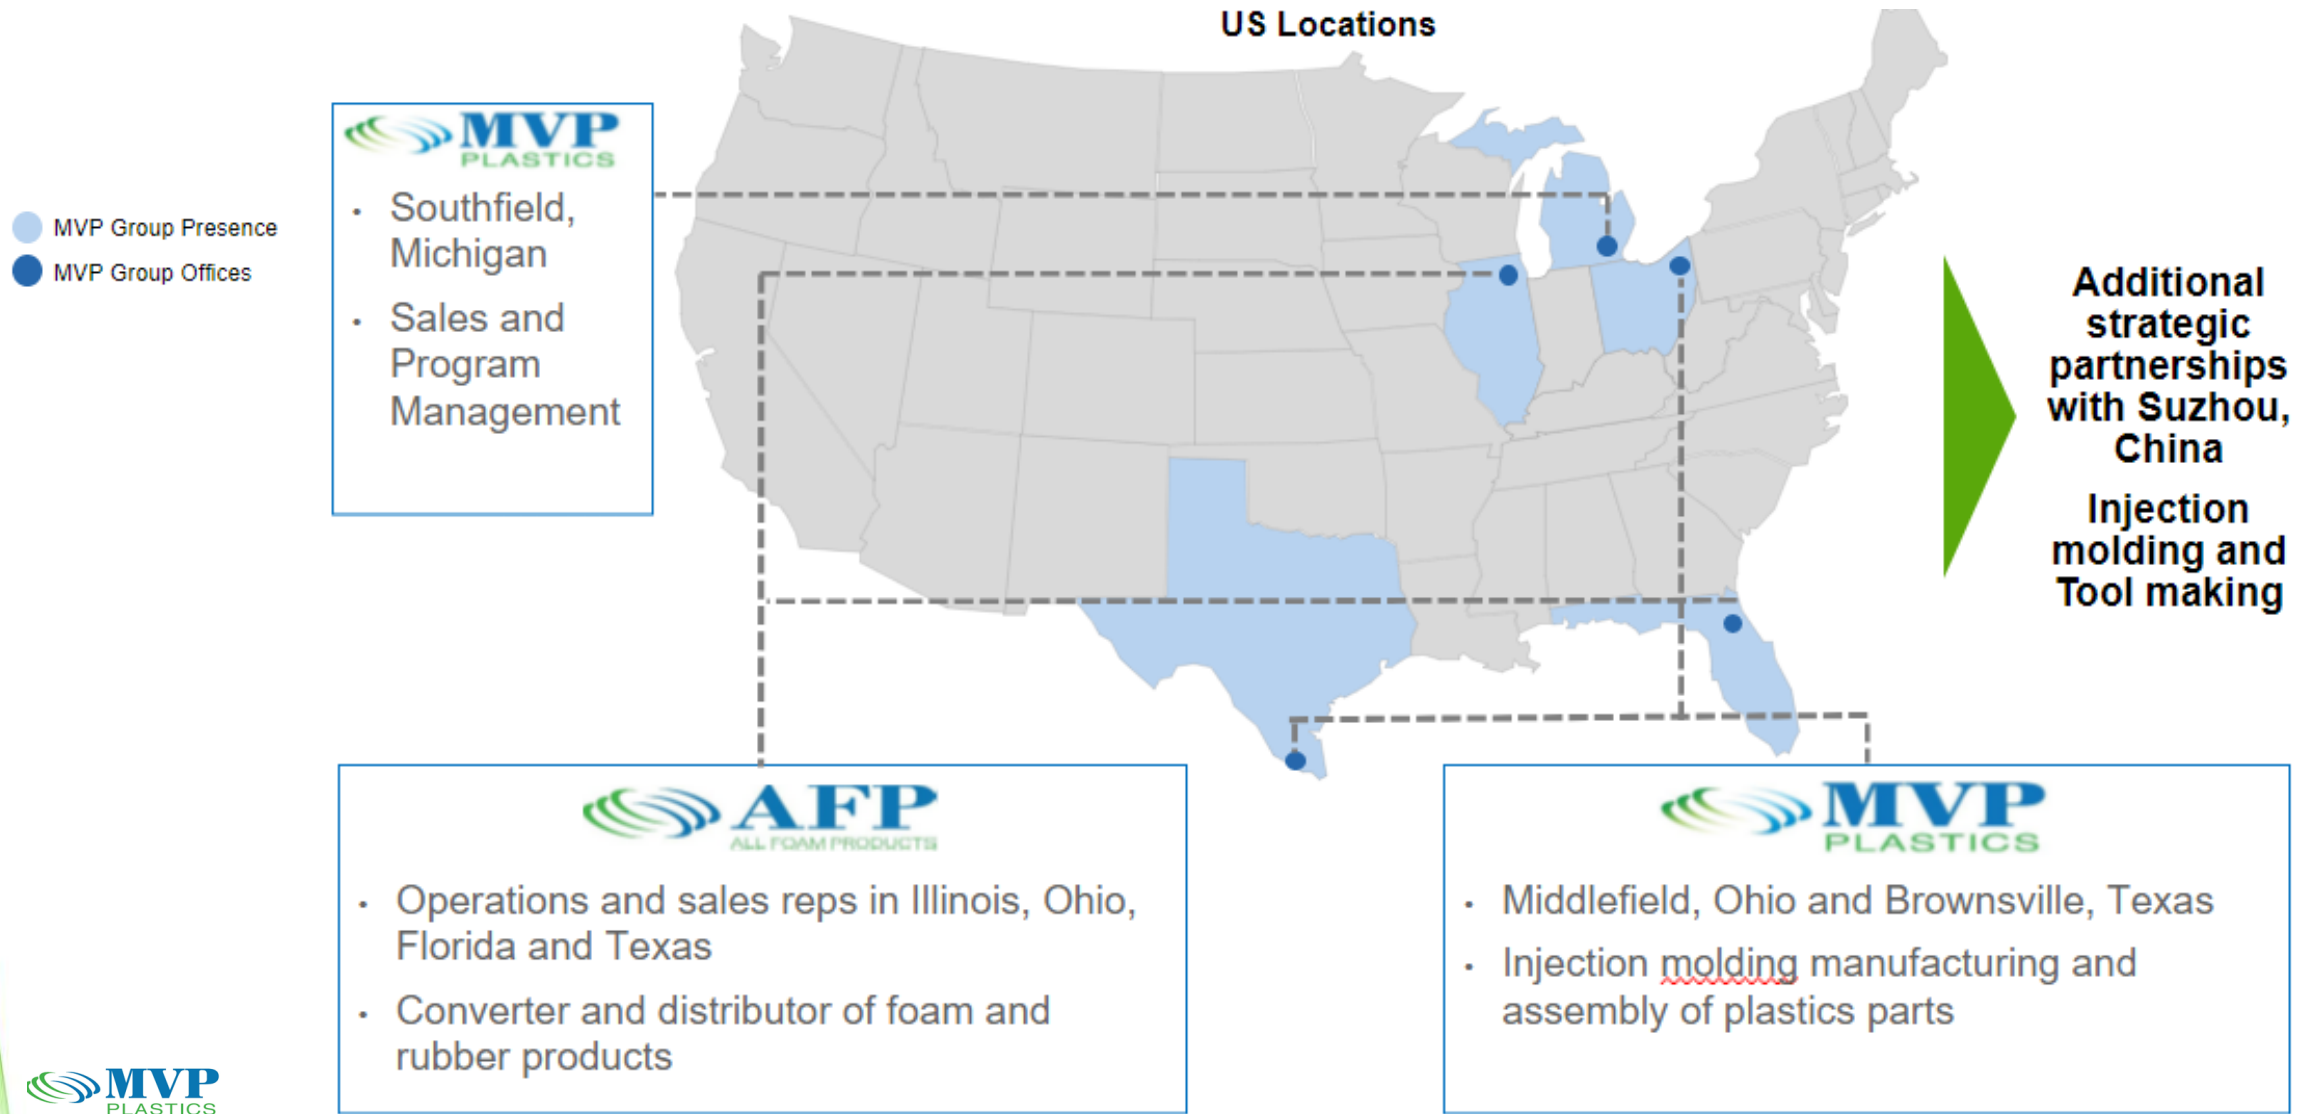 US Locations
MVP
PLASTICS
• Southfield,
Michigan
• Sales and
Program
Management
MVP Group Presence
MVP Group Offices
Additional
strategic
partnerships
with Suzhou,
China
Injection
molding and
Tool making
AFP
ALL FOAM PRODUCTS
• Operations and sales reps in Illinois, Ohio,
Florida and Texas
• Converter and distributor of foam and
rubber products
MVP
PLASTICS
• Middlefield, Ohio and Brownsville, Texas
• Injection molding manufacturing and
assembly of plastics parts
MVP
PLASTICS